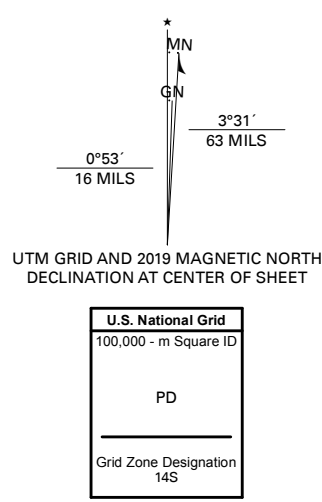 MN
GN
3°31´
63 MILS
0°53´
16 MILS
UTM GRID AND 2019 MAGNETIC NORTH
DECLINATION AT CENTER OF SHEET
U.S. National Grid
100,000 - m Square ID
PD
Grid Zone Designation
14S